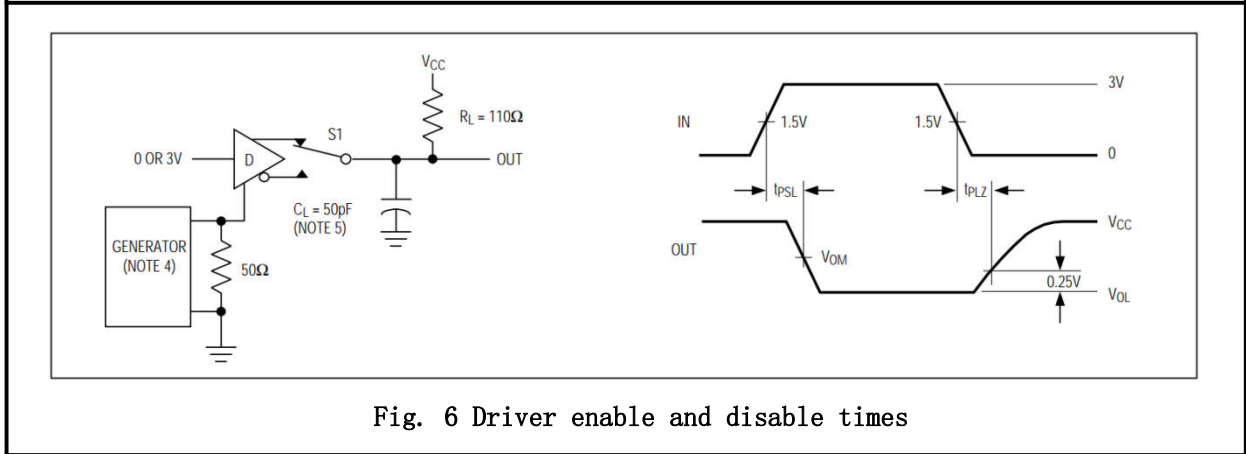 VCC
RL = 110Ω
S1
0 OR 3V
D
OUT
CL = 50pF
(NOTE 5)
GENERATOR
(NOTE 4)
50Ω
3V
IN
1.5V
1.5V
0
tPSL
tPLZ
VCC
OUT
VOM
0.25V
VOL
Fig. 6 Driver enable and disable times